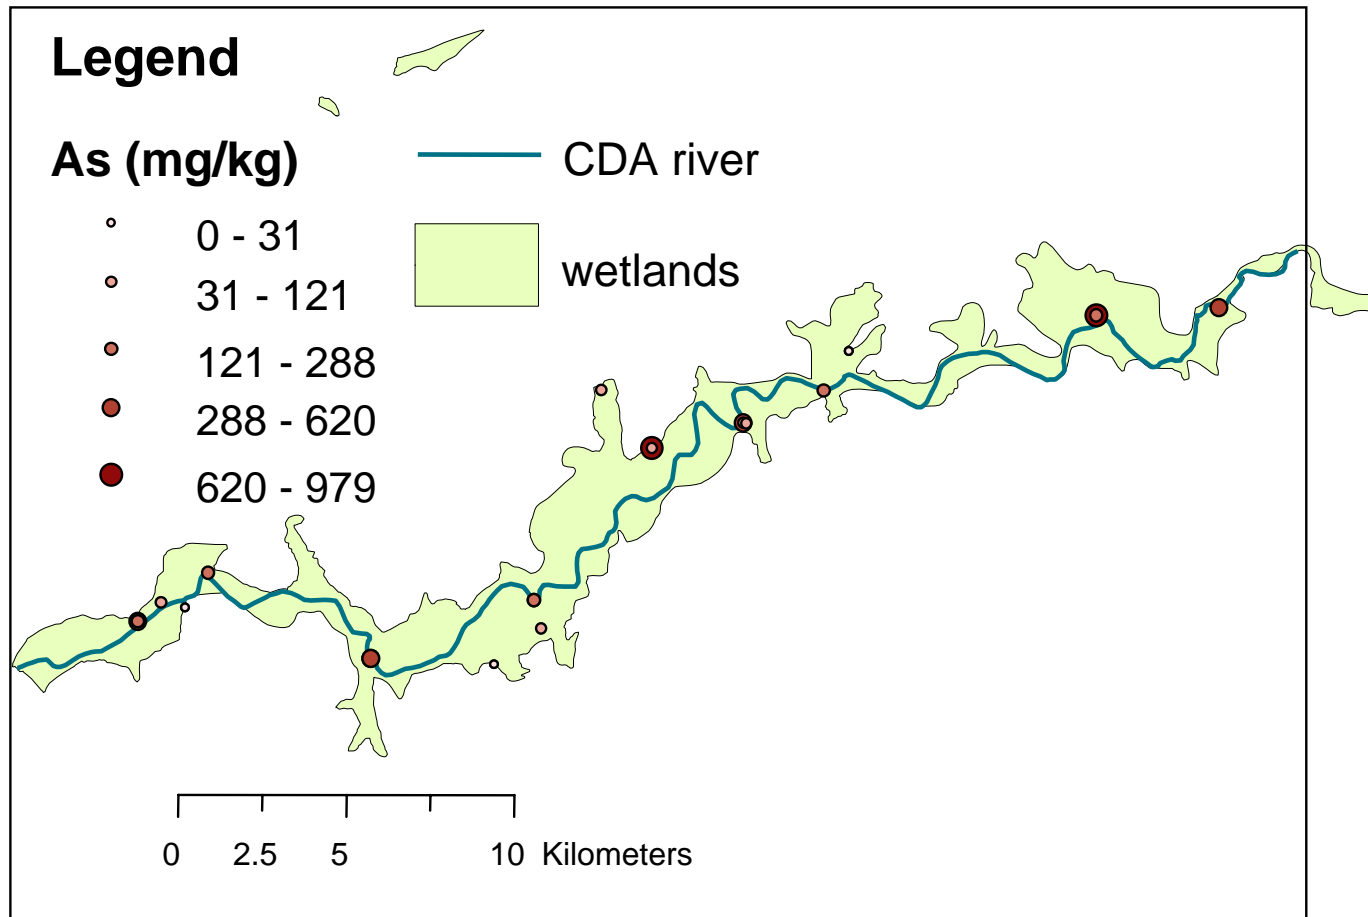 Legend
As (mg/kg)
0 - 31
31 - 121
121 - 288
288 - 620
620 - 979
CDA river
wetlands
0 2.5 5 10 Kilometers